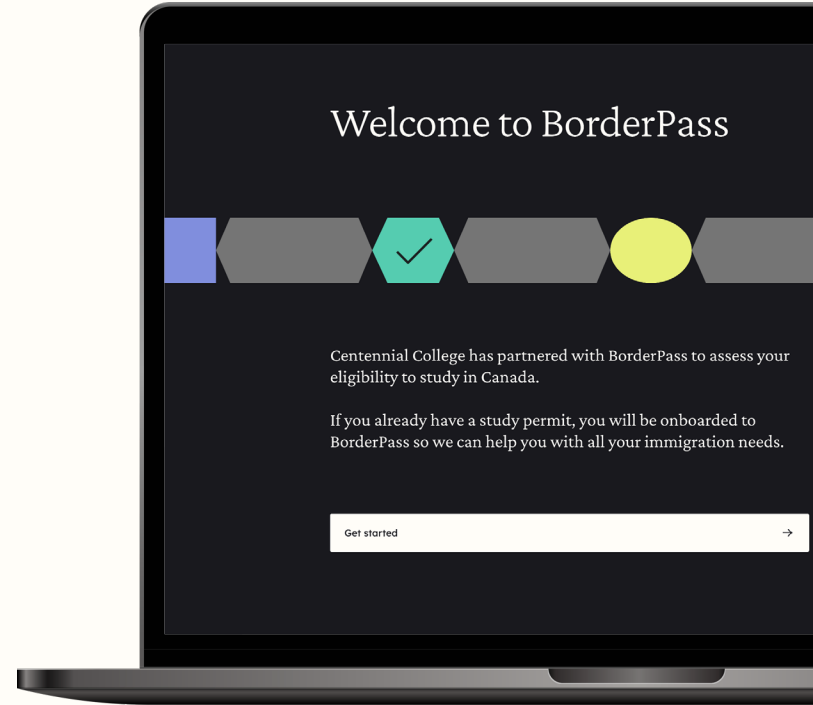 Welcome to BorderPass
Centennial College has partnered with BorderPass to assess your
eligibility to study in Canada.
If you already have a study permit, you will be onboarded to
BorderPass so we can help you with all your immigration needs.
Get started